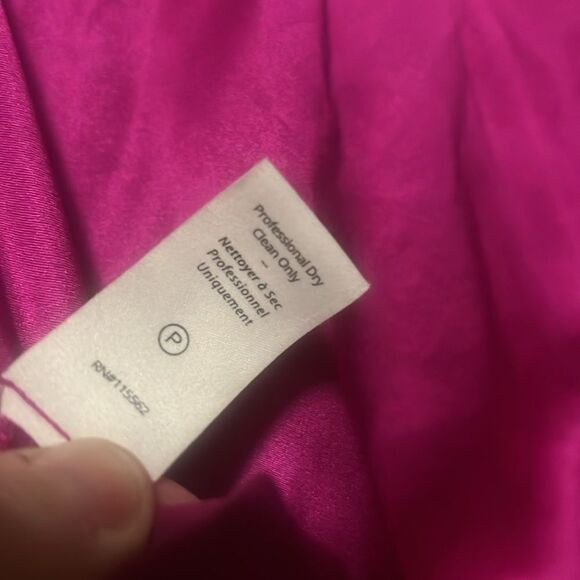 Professional Dry
Clean Only
–
Nettoyer à Sec
Professionnel
Uniquement
P
RN#115562